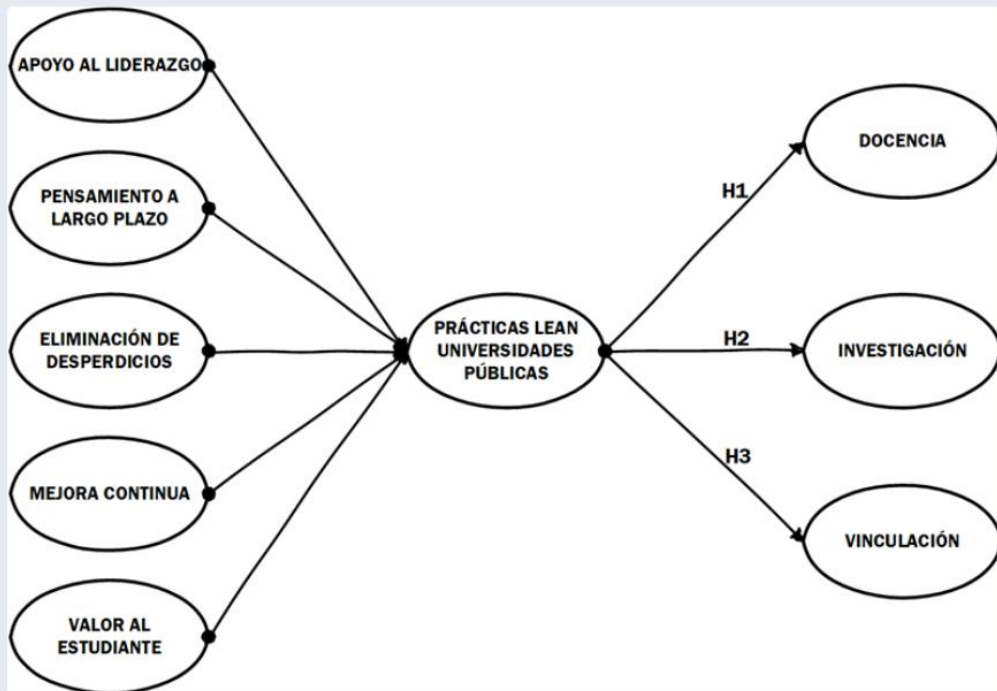 APOYO AL LIDERAZGO
PENSAMIENTO A
LARGO PLAZO
ELIMINACIÓN DE
DESPERDICIOS
MEJORA CONTINUA
VALOR AL
ESTUDIANTE
PRÁCTICAS LEAN
UNIVERSIDADES
PÚBLICAS
H1
H2
H3
DOCENCIA
INVESTIGACIÓN
VINCULACIÓN